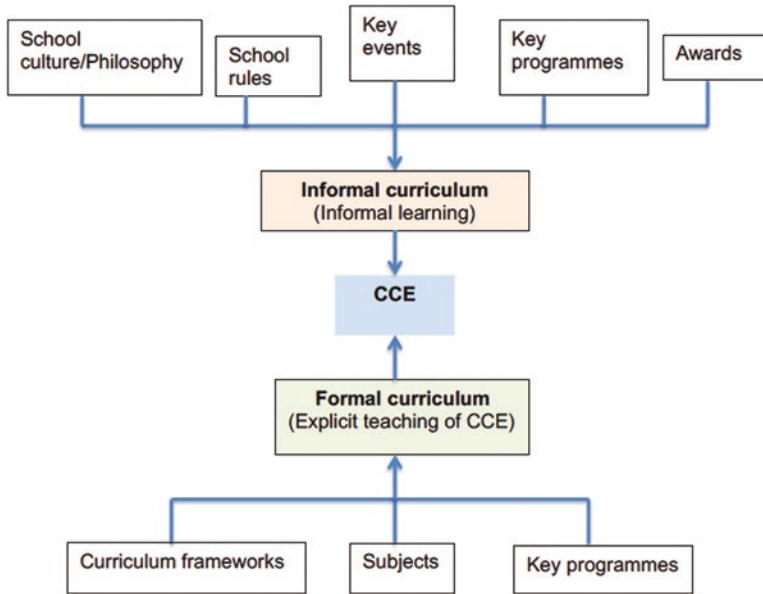 School
culture/Philosophy
School
rules
Key
events
Key
programmes
Awards
Informal curriculum
(Informal learning)
CCE
Formal curriculum
(Explicit teaching of CCE)
Curriculum frameworks
Subjects
Key programmes